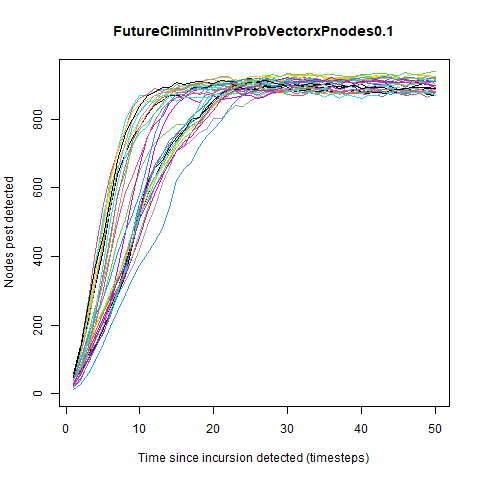 FutureClimInitInvProbVectorxPnodes0.1
Nodes pest detected
800
600
400
200
0
0 10 20 30 40 50
Time since incursion detected (timesteps)